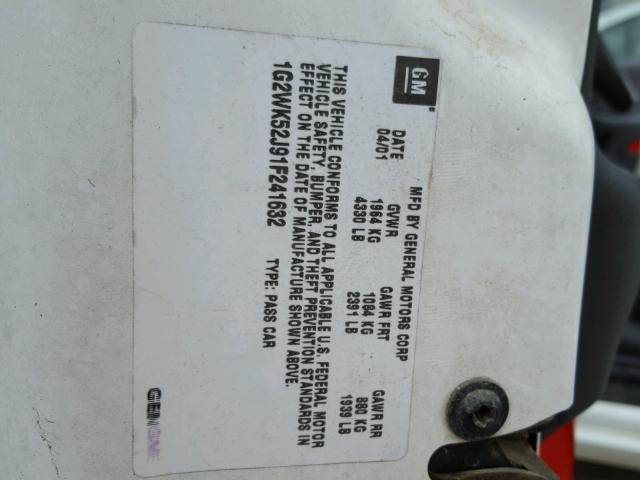 GM
MFD BY GENERAL MOTORS CORP
DATE GVWR GAWR FRT GAWR RR
04/01 1964 KG 1084 KG 880 KG
4330 LB 2391 LB 1939 LB
THIS VEHICLE CONFORMS TO ALL APPLICABLE U.S. FEDERAL MOTOR
VEHICLE SAFETY, BUMPER, AND THEFT PREVENTION STANDARDS IN
EFFECT ON THE DATE OF MANUFACTURE SHOWN ABOVE.
1G2WK52J91F241632 TYPE: PASS CAR